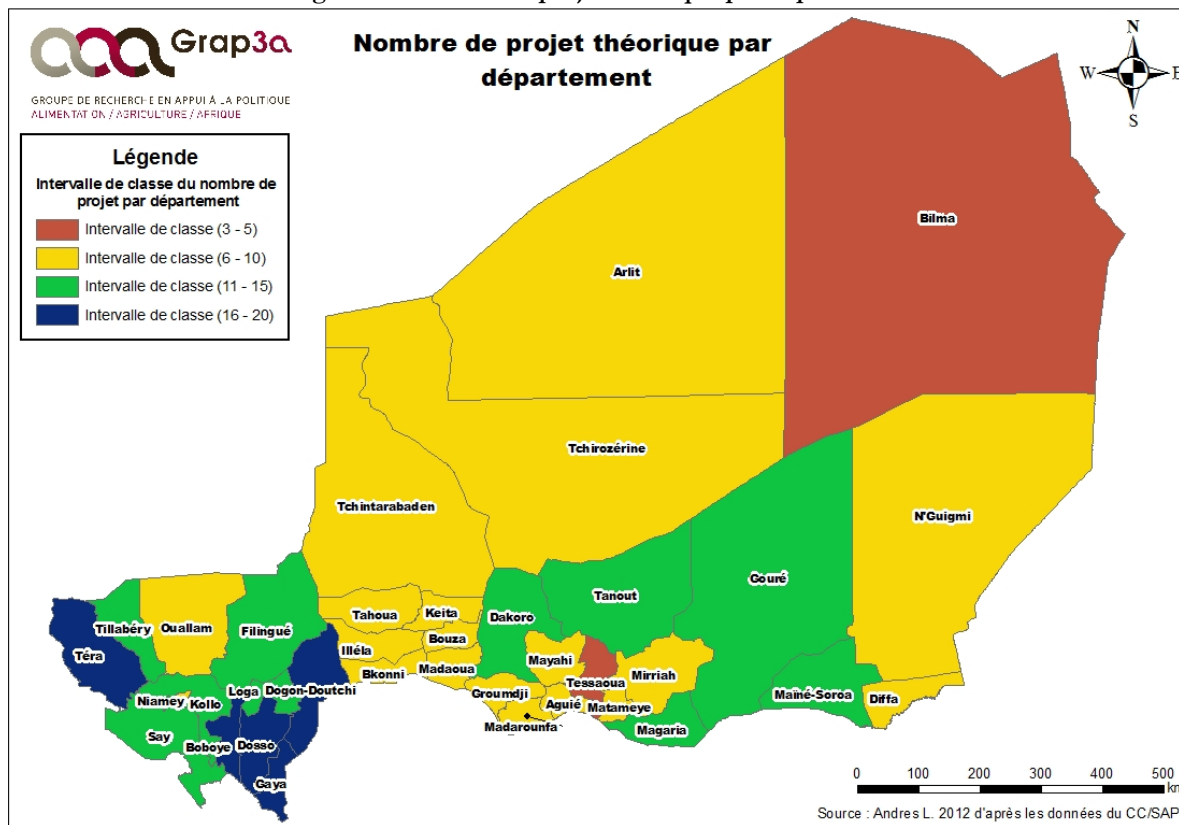 Grap3a
GROUPE DE RECHERCHE EN APPUI À LA POLITIQUE
ALIMENTATION / AGRICULTURE / AFRIQUE
Nombre de projet théorique par
département
N
W
E
S
Légende
Intervalle de classe du nombre de
projet par département
Intervalle de classe (3 - 5)
Intervalle de classe (6 - 10)
Intervalle de classe (11 - 15)
Intervalle de classe (16 - 20)
Bilma
Arlit
Tchirozérine
Tchintarabaden
N'Guigmi
Gouré
Tanout
Dakoro
Tahoua
Keita
Ouallam
Filingué
Tillabéry
Téra
Illéla
Bouza
Bkonni
Madaoua
Mayahi
Tessaoua
Mirriah
Groumdji
Aguié
Matameye
Madarounfa
Magaria
Maïné-Soroa
Diffa
Niamey
Kollo
Loga
Dogon-Doutchi
Say
Boboye
Dosso
Gaya
0 100 200 300 400 500
km
Source : Andres L. 2012 d'après les données du CC/SAP